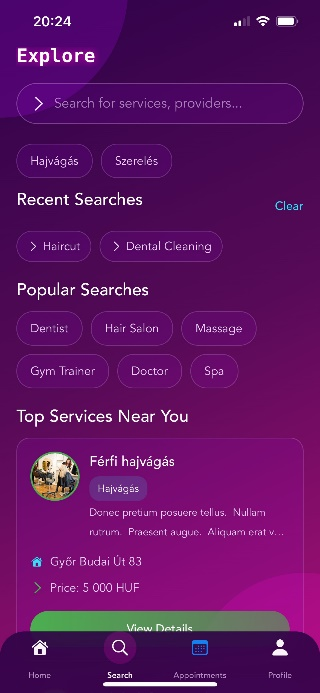 20:24
Explore
Search for services, providers...
Hajvágás Szerelés
Recent Searches Clear
Haircut Dental Cleaning
Popular Searches
Dentist Hair Salon Massage
Gym Trainer Doctor Spa
Top Services Near You
Férfi hajvágás
Hajvágás
Donec pretium posuere tellus. Nullam
rutrum. Praesent augue. Aliquam erat v...
Győr Budai Út 83
Price: 5 000 HUF
View Details
Home Search Appointments Profile